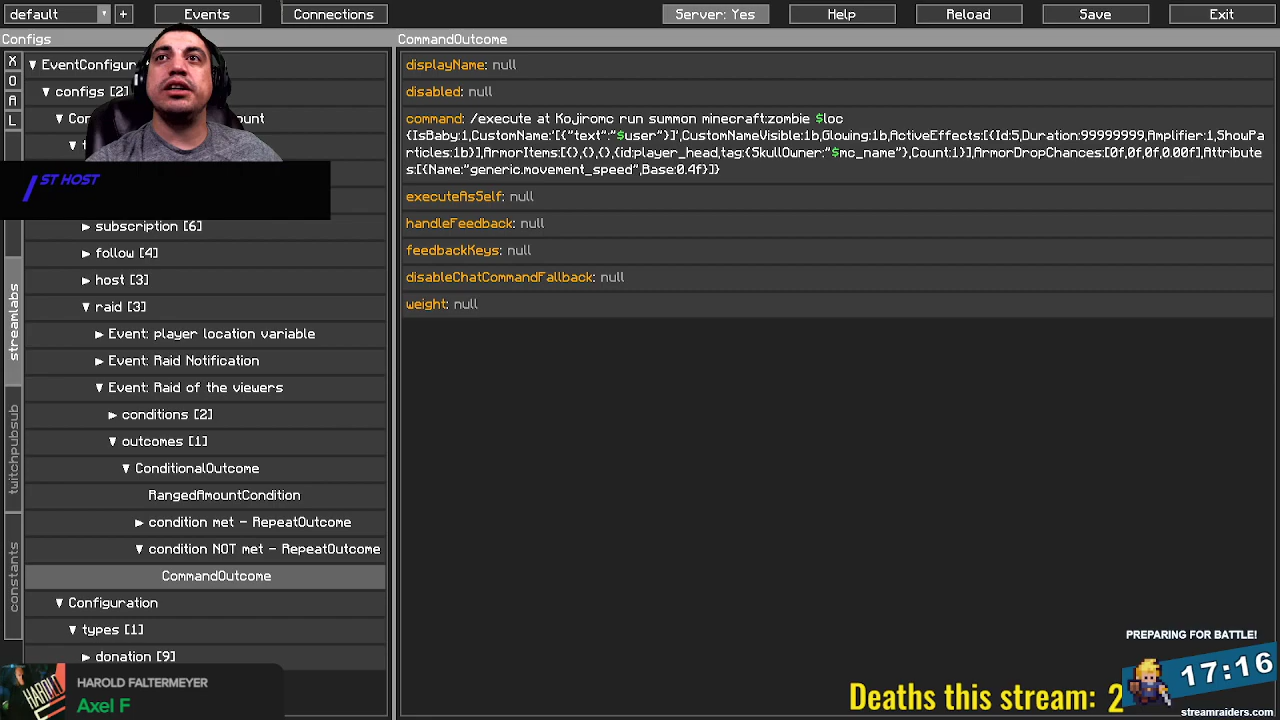 default + Events Connections Server: Yes Help Reload Save Exit
Configs
CommandOutcome
X
O
A
L
streamlabs
twitchpubsub
constants
EventConfigur
configs [2]
Con
ount
ST HOST
subscription [6]
follow [4]
host [3]
raid [3]
Event: player location variable
Event: Raid Notification
Event: Raid of the viewers
conditions [2]
outcomes [1]
ConditionalOutcome
RangedAmountCondition
condition met - RepeatOutcome
condition NOT met - RepeatOutcome
CommandOutcome
Configuration
types [1]
donation [9]
displayName: null
disabled: null
command: /execute at Kojiromc run summon minecraft:zombie $loc
{IsBaby:1,CustomName:'[{"text":"$user"}]',CustomNameVisible:1b,Glowing:1b,ActiveEffects:[{Id:5,Duration:99999999,Amplifier:1,ShowPa
rticles:1b}],ArmorItems:[{},{},{},{id:player_head,tag:{SkullOwner:"$mc_name"},Count:1}],ArmorDropChances:[0f,0f,0f,0.00f],Attribute
s:[{Name:"generic.movement_speed",Base:0.4f}]}
executeAsSelf: null
handleFeedback: null
feedbackKeys: null
disableChatCommandFallback: null
weight: null
HAROLD
HAROLD FALTERMEYER
Axel F
PREPARING FOR BATTLE!
17:16
Deaths this stream: 2
streamraiders.com